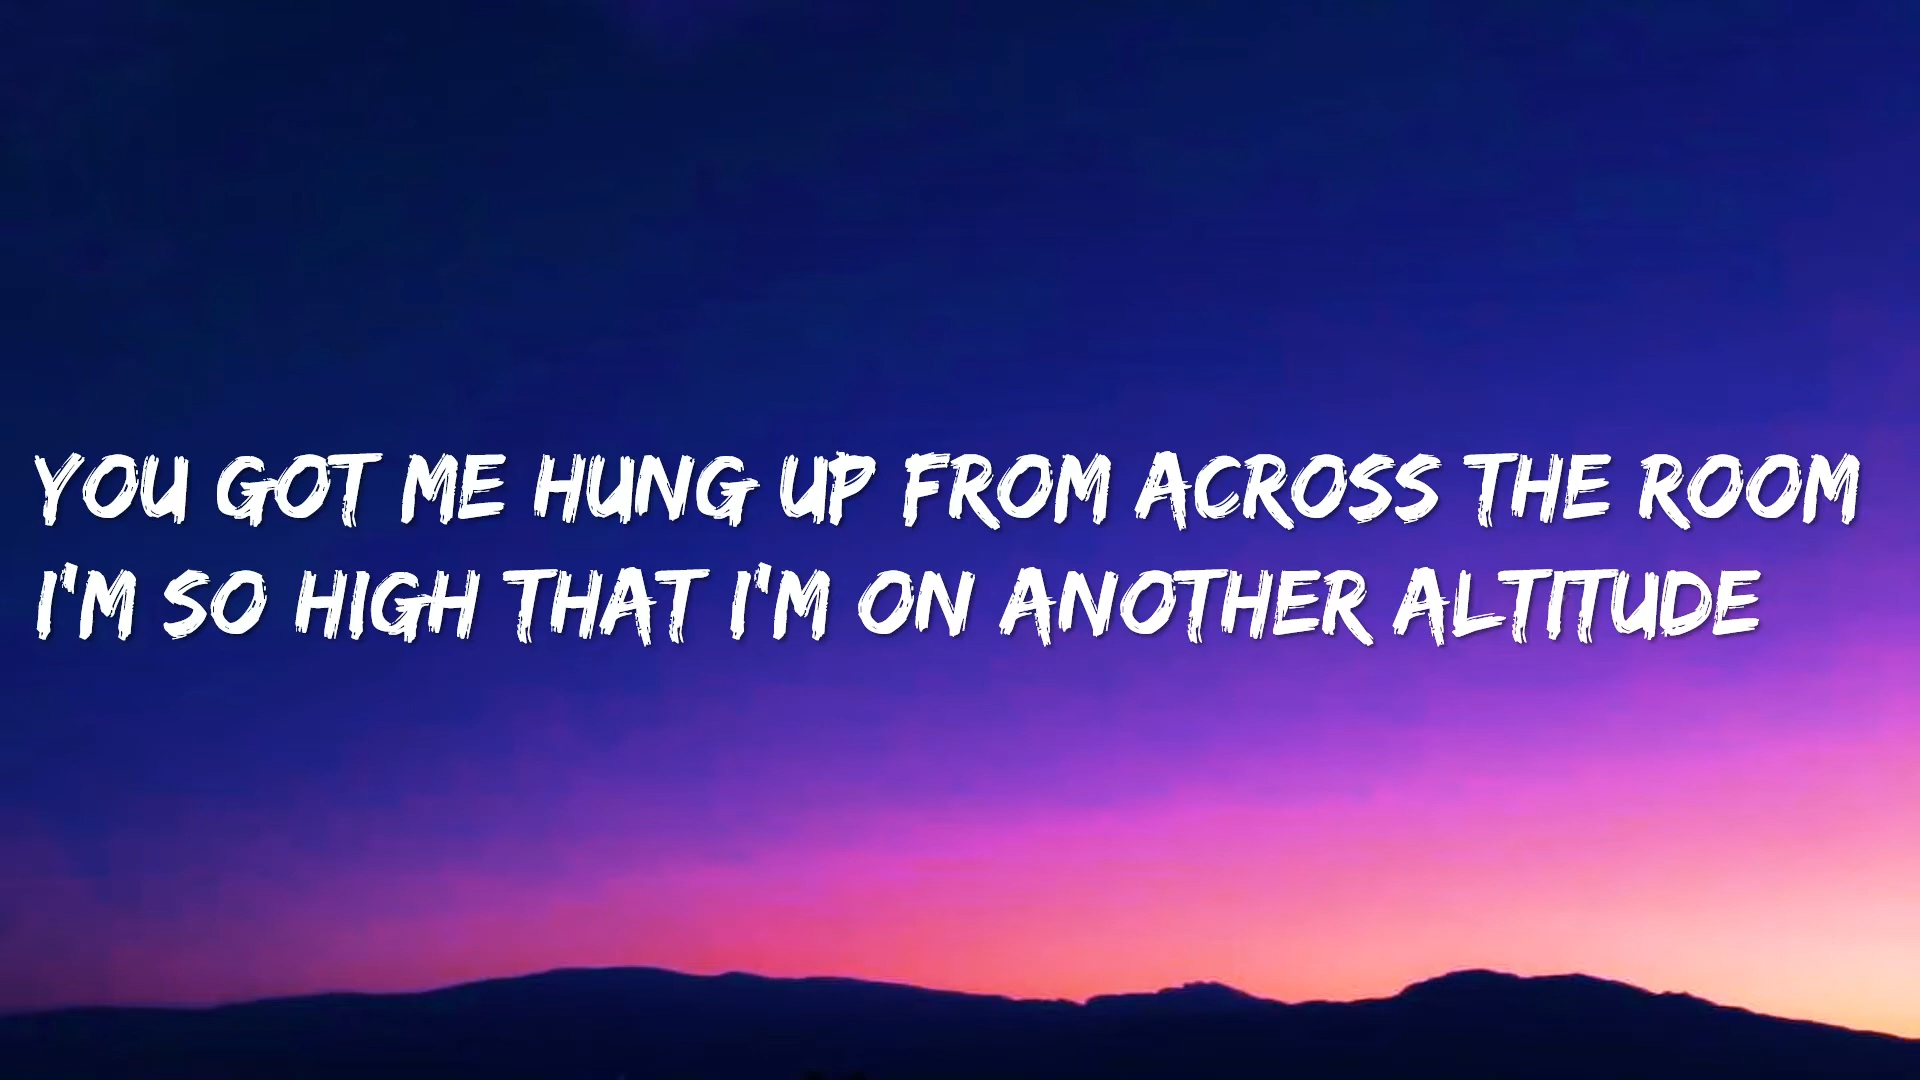 YOU GOT ME HUNG UP FROM ACROSS THE ROOM
I'M SO HIGH THAT I'M ON ANOTHER ALTITUDE